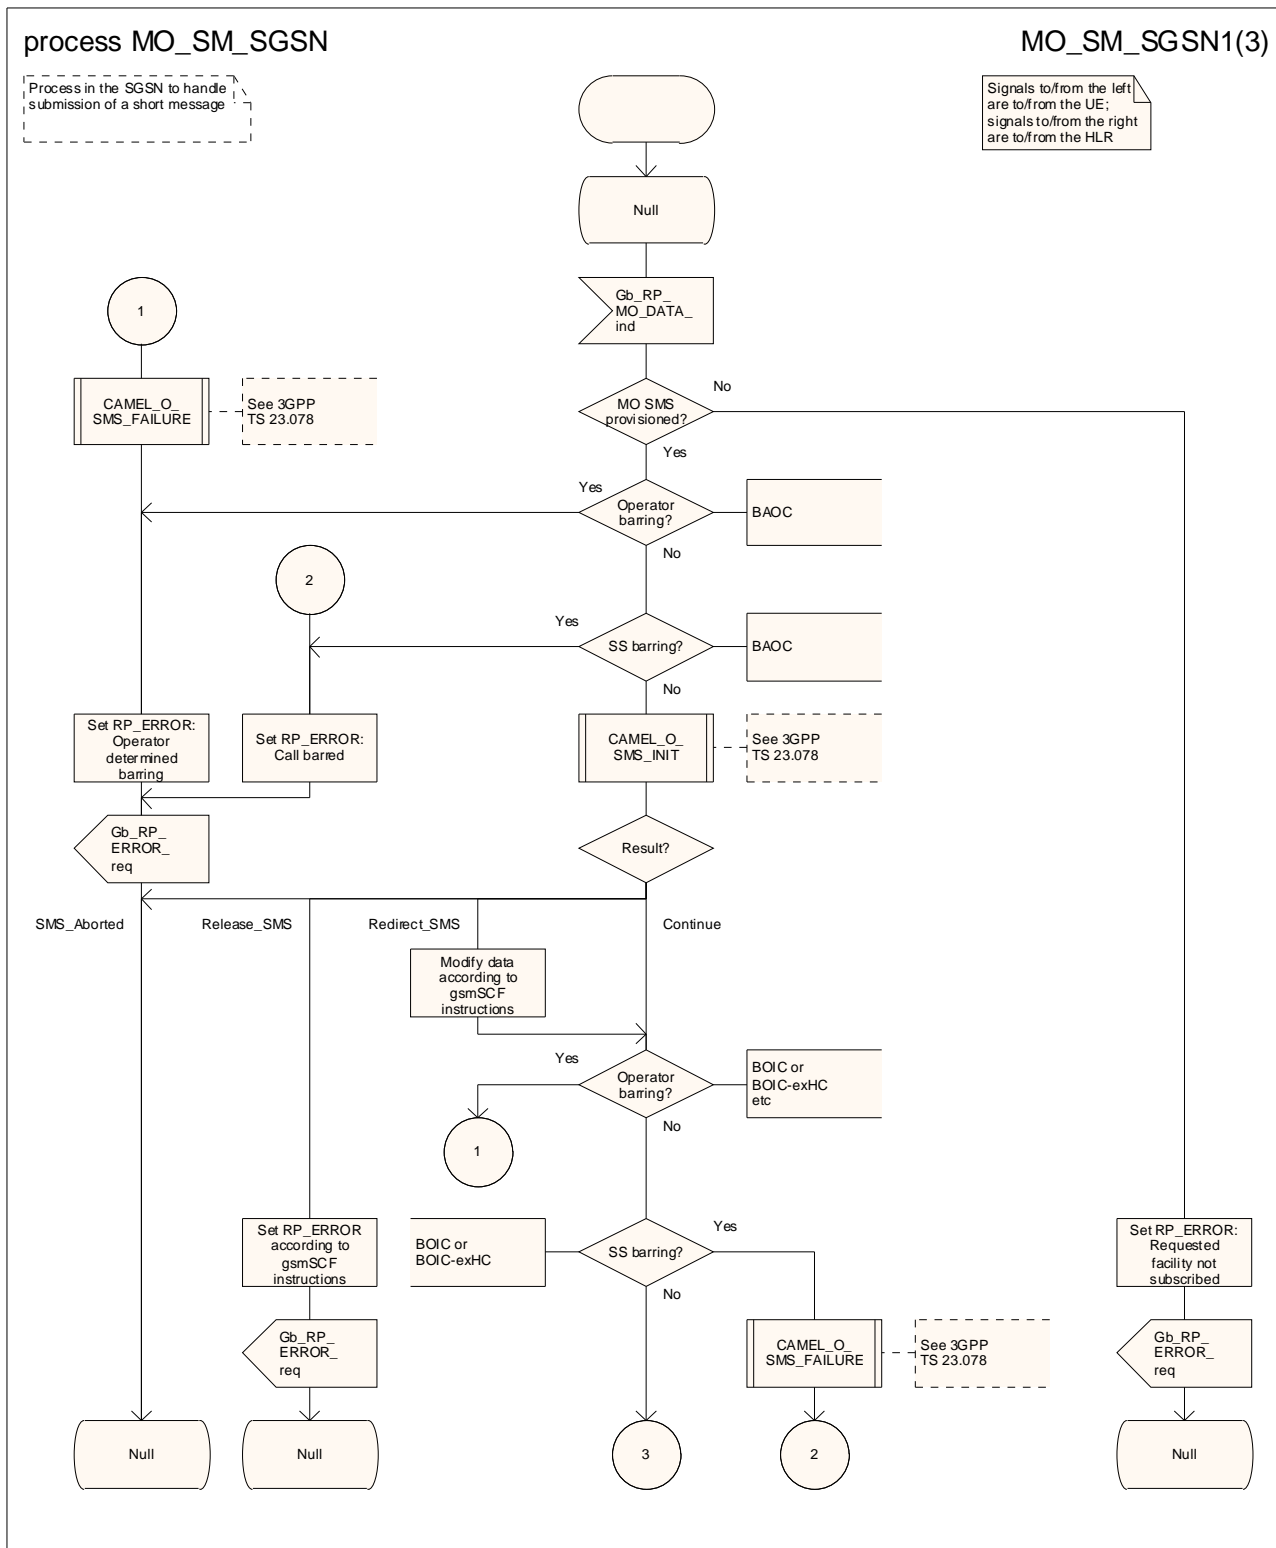 process MO_SM_SGSN
MO_SM_SGSN1(3)
Process in the SGSN to handle
submission of a short message
Signals to/from the left
are to/from the UE;
signals to/from the right
are to/from the HLR
Null
Gb_RP_
MO_DATA_
ind
1
CAMEL_O_
SMS_FAILURE
See 3GPP
TS 23.078
MO SMS
provisioned?
No
Yes
Yes
Operator
barring?
BAOC
No
2
Yes
SS barring?
BAOC
No
Set RP_ERROR:
Operator
determined
barring
Set RP_ERROR:
Call barred
CAMEL_O_
SMS_INIT
See 3GPP
TS 23.078
Gb_RP_
ERROR_
req
Result?
SMS_Aborted
Release_SMS
Redirect_SMS
Continue
Modify data
according to
gsmSCF
instructions
Yes
Operator
barring?
BOIC or
BOIC-exHC
etc
No
1
Set RP_ERROR
according to
gsmSCF
instructions
BOIC or
BOIC-exHC
SS barring?
Yes
No
Set RP_ERROR:
Requested
facility not
subscribed
Gb_RP_
ERROR_
req
CAMEL_O_
SMS_FAILURE
See 3GPP
TS 23.078
Gb_RP_
ERROR_
req
Null
Null
3
2
Null